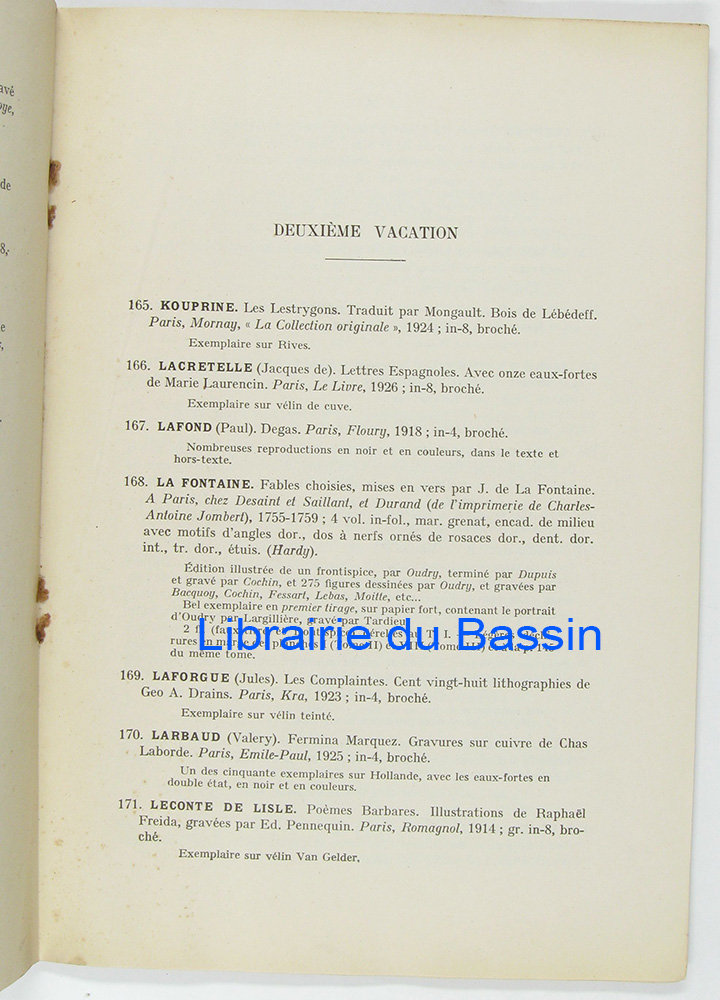 avé
oye,
de
8,
e
s,
DEUXIÈME VACATION
165. KOUPRINE. Les Lestrygons. Traduit par Mongault. Bois de Lébédeff.
Paris, Mornay, « La Collection originale », 1924 ; in-8, broché.
Exemplaire sur Rives.
166. LACRETELLE (Jacques de). Lettres Espagnoles. Avec onze eaux-fortes
de Marie Laurencin. Paris, Le Livre, 1926 ; in-8, broché.
Exemplaire sur vélin de cuve.
167. LAFOND (Paul). Degas. Paris, Floury, 1918 ; in-4, broché.
Nombreuses reproductions en noir et en couleurs, dans le texte et
hors-texte.
168. LA FONTAINE. Fables choisies, mises en vers par J. de La Fontaine.
A Paris, chez Desaint et Saillant, et Durand (de l'imprimerie de Charles-
Antoine Jombert), 1755-1759 ; 4 vol. in-fol., mar. grenat, encad. de milieu
avec motifs d'angles dor., dos à nerfs ornés de rosaces dor., dent. dor.
int., tr. dor., étuis. (Hardy).
Édition illustrée de un frontispice, par Oudry, terminé par Dupuis
et gravé par Cochin, et 275 figures dessinées par Oudry, et gravées par
Bacquoy, Cochin, Fessart, Lebas, Moitte, etc...
Bel exemplaire en premier tirage, sur papier fort, contenant le portrait
d'Oudry par Largillière, gravé par Tardieu.
2 ff. (faux
Librairie du Bassin
du même tome.
169. LAFORGUE (Jules). Les Complaintes. Cent vingt-huit lithographies de
Geo A. Drains. Paris, Kra, 1923 ; in-4, broché.
Exemplaire sur vélin teinté.
170. LARBAUD (Valery). Fermina Marquez. Gravures sur cuivre de Chas
Laborde. Paris, Emile-Paul, 1925 ; in-4, broché.
Un des cinquante exemplaires sur Hollande, avec les eaux-fortes en
double état, en noir et en couleurs.
171. LECONTE DE LISLE. Poèmes Barbares. Illustrations de Raphaël
Freida, gravées par Ed. Pennequin. Paris, Romagnol, 1914 ; gr. in-8, bro-
ché.
Exemplaire sur vélin Van Gelder.